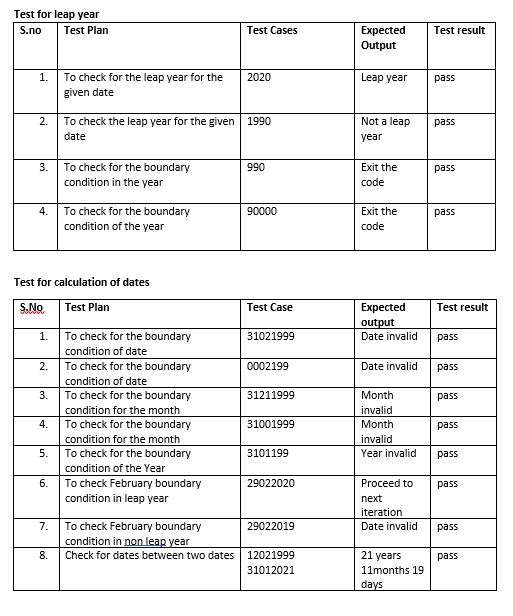 Test for leap year
S.no Test Plan Test Cases Expected Output Test result
1. To check for the leap year for the given date 2020 Leap year pass
2. To check the leap year for the given date 1990 Not a leap year pass
3. To check for the boundary condition in the year 990 Exit the code pass
4. To check for the boundary condition of the year 90000 Exit the code pass
Test for calculation of dates
S.No Test Plan Test Case Expected output Test result
1. To check for the boundary condition of date 31021999 Date invalid pass
2. To check for the boundary condition of date 0002199 Date invalid pass
3. To check for the boundary condition for the month 31211999 Month invalid pass
4. To check for the boundary condition for the month 31001999 Month invalid pass
5. To check for the boundary condition of the Year 3101199 Year invalid pass
6. To check February boundary condition in leap year 29022020 Proceed to next iteration pass
7. To check February boundary condition in non leap year 29022019 Date invalid pass
8. Check for dates between two dates 12021999 31012021 21 years 11months 19 days pass